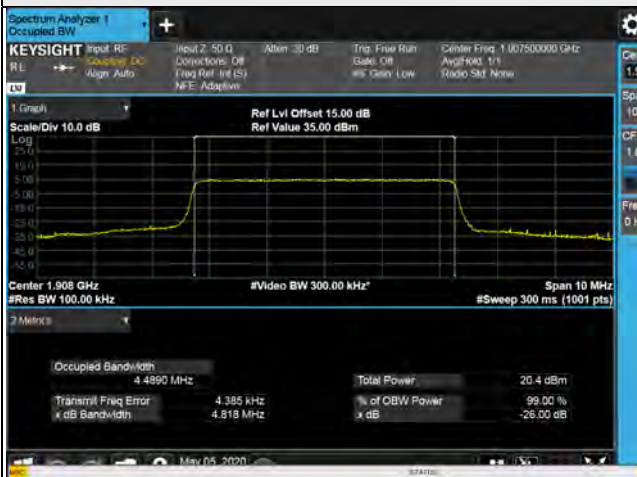 Spectrum Analyzer 1
Occupied BW
KEYSIGHT Input: RF
R L
Coupling: DC
Align: Auto
Input Z: 50 Ω
Corrections: Off
Freq Ref: Int (S)
NFE: Adaptive
Atten: 30 dB
Trig: Free Run
Gate: Off
#IF Gain: Low
Center Freq: 1.907500000 GHz
Avg|Hold: 1/1
Radio Std: None
1 Graph
Scale/Div 10.0 dB
Ref Lvl Offset 15.00 dB
Ref Value 35.00 dBm
Log
Center 1.908 GHz
#Res BW 100.00 kHz
#Video BW 300.00 kHz*
Span 10 MHz
#Sweep 300 ms (1001 pts)
2 Metrics
Occupied Bandwidth
4.4890 MHz
Total Power 20.4 dBm
Transmit Freq Error 4.385 kHz
% of OBW Power 99.00 %
x dB Bandwidth 4.818 MHz
x dB -26.00 dB
May 05, 2020
STATUS